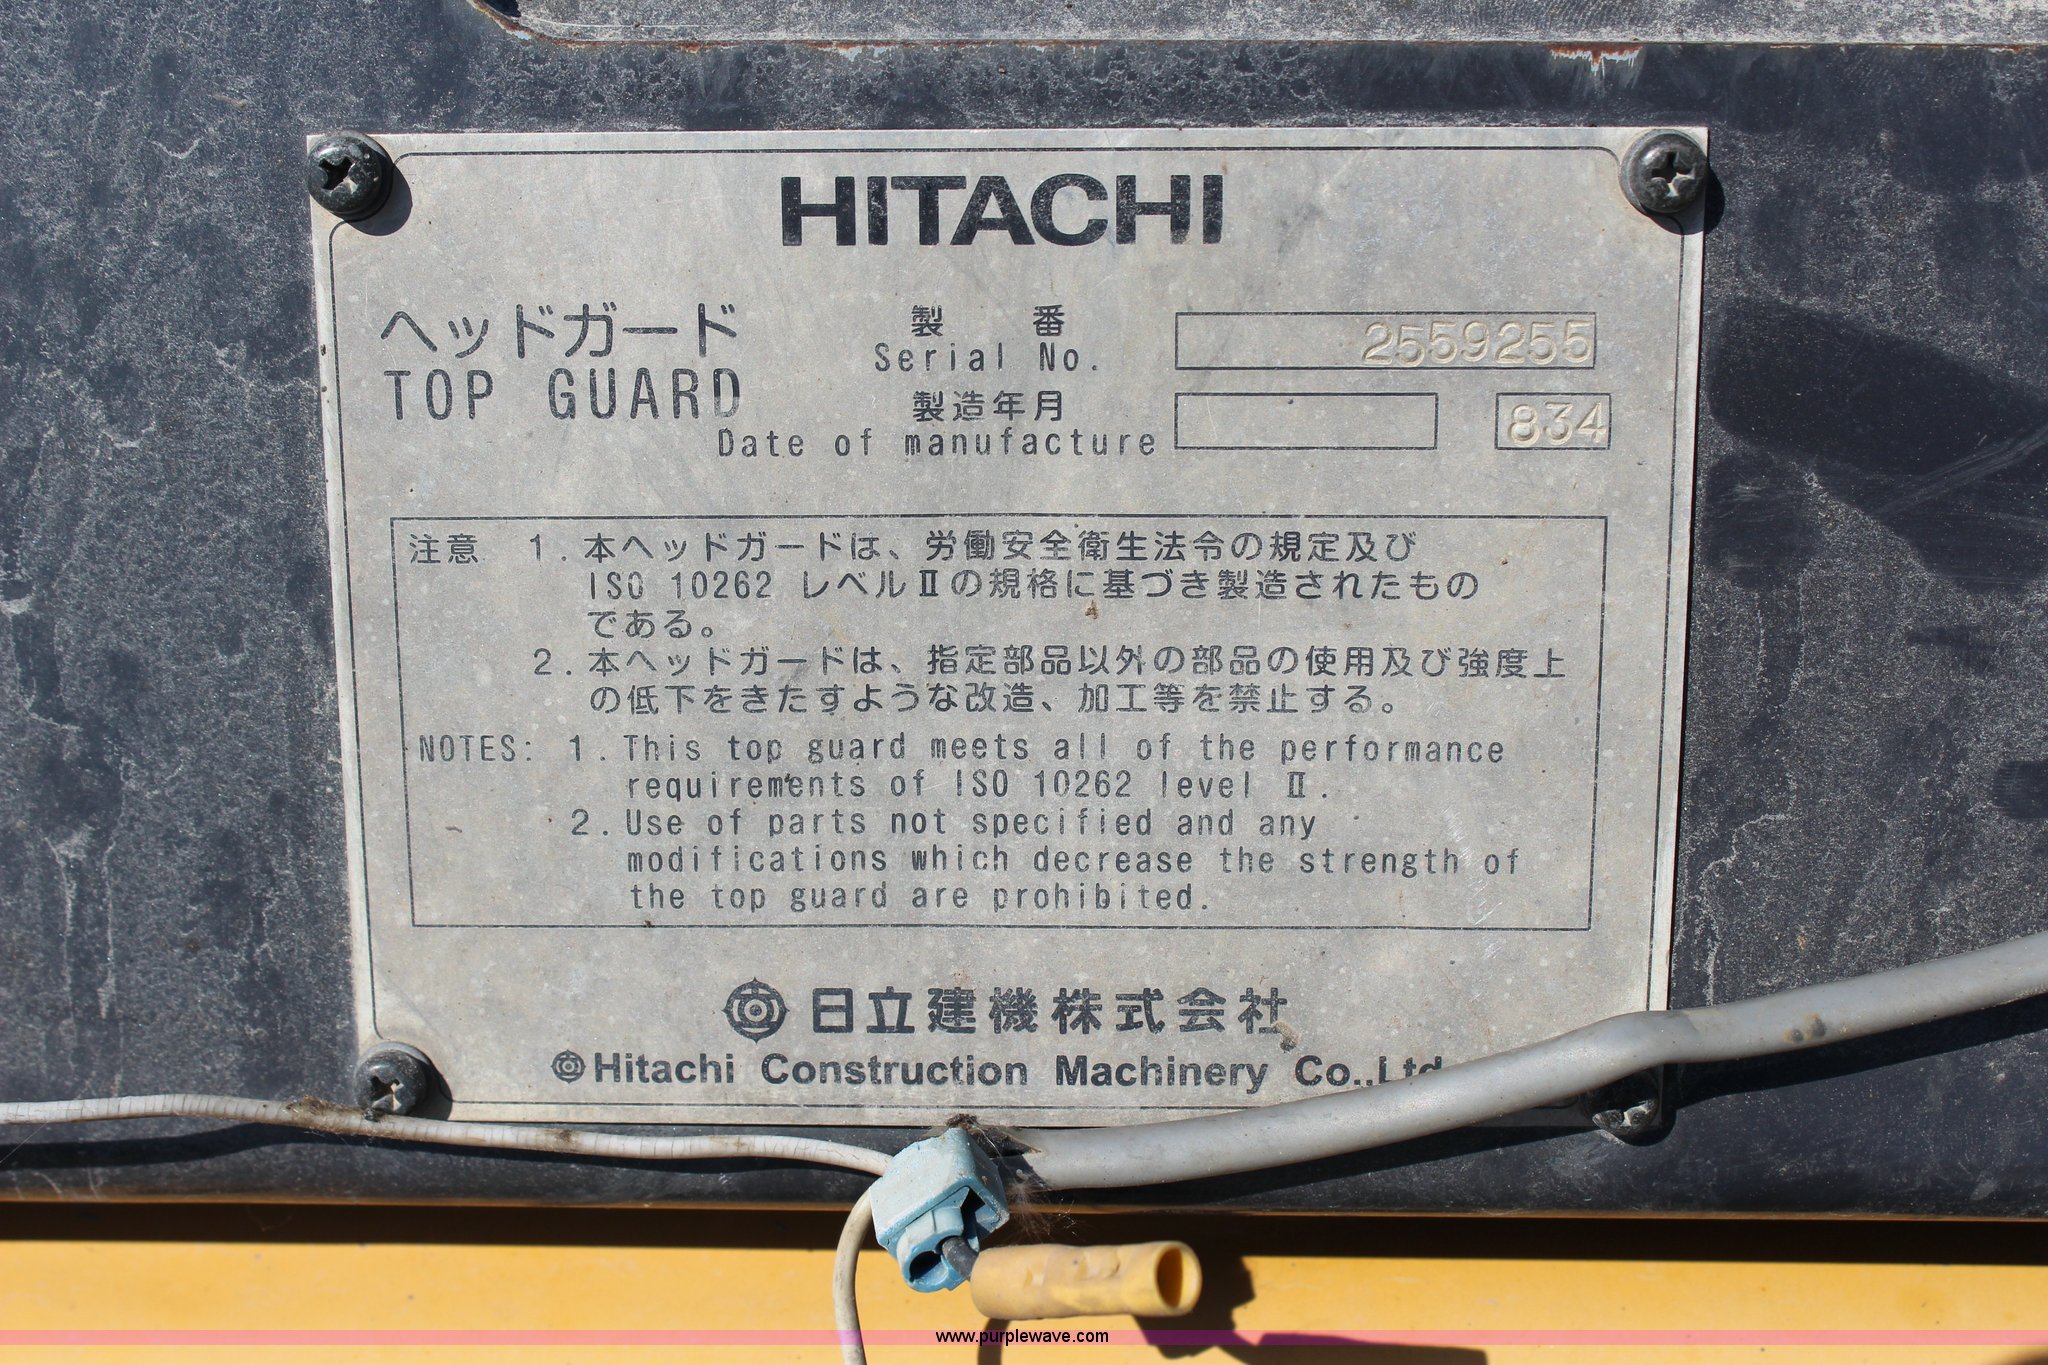 HITACHI
ヘッドガード
TOP GUARD
製 番
Serial No.
2559255
製造年月
Date of manufacture
834
注意 1. 本ヘッドガードは、労働安全衛生法令の規定及び
ISO 10262 レベルⅡの規格に基づき製造されたもの
である。
2. 本ヘッドガードは、指定部品以外の部品の使用及び強度上
の低下をきたすような改造、加工等を禁止する。
NOTES: 1. This top guard meets all of the performance
requirements of ISO 10262 level Ⅱ.
2. Use of parts not specified and any
modifications which decrease the strength of
the top guard are prohibited.
日立建機株式会社
Hitachi Construction Machinery Co.,Ltd
www.purplewave.com